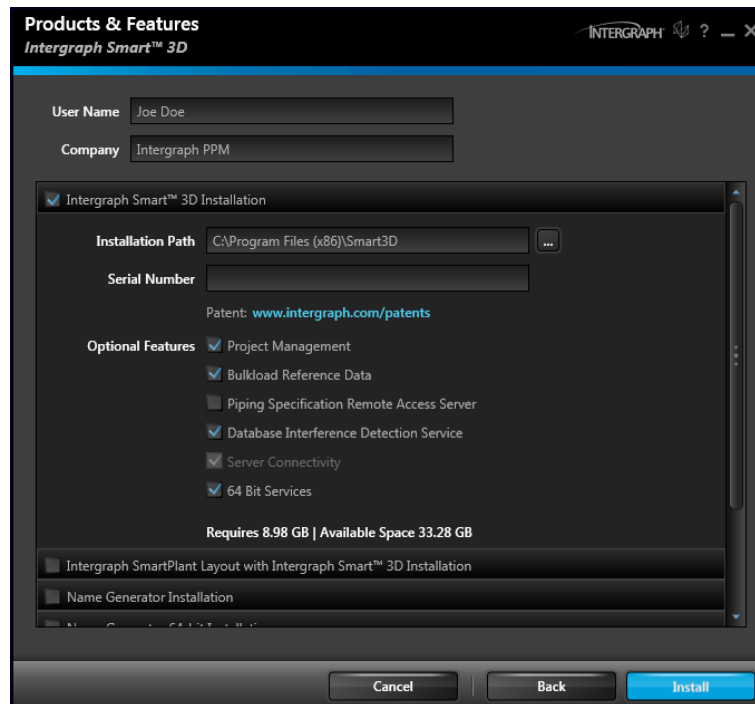 Products & Features
Intergraph Smart™ 3D
INTERGRAPH ?
User Name Joe Doe
Company Intergraph PPM
Intergraph Smart™ 3D Installation
Installation Path C:\Program Files (x86)\Smart3D ...
Serial Number
Patent: www.intergraph.com/patents
Optional Features Project Management
Bulkload Reference Data
Piping Specification Remote Access Server
Database Interference Detection Service
Server Connectivity
64 Bit Services
Requires 8.98 GB | Available Space 33.28 GB
Intergraph SmartPlant Layout with Intergraph Smart™ 3D Installation
Name Generator Installation
Cancel Back Install